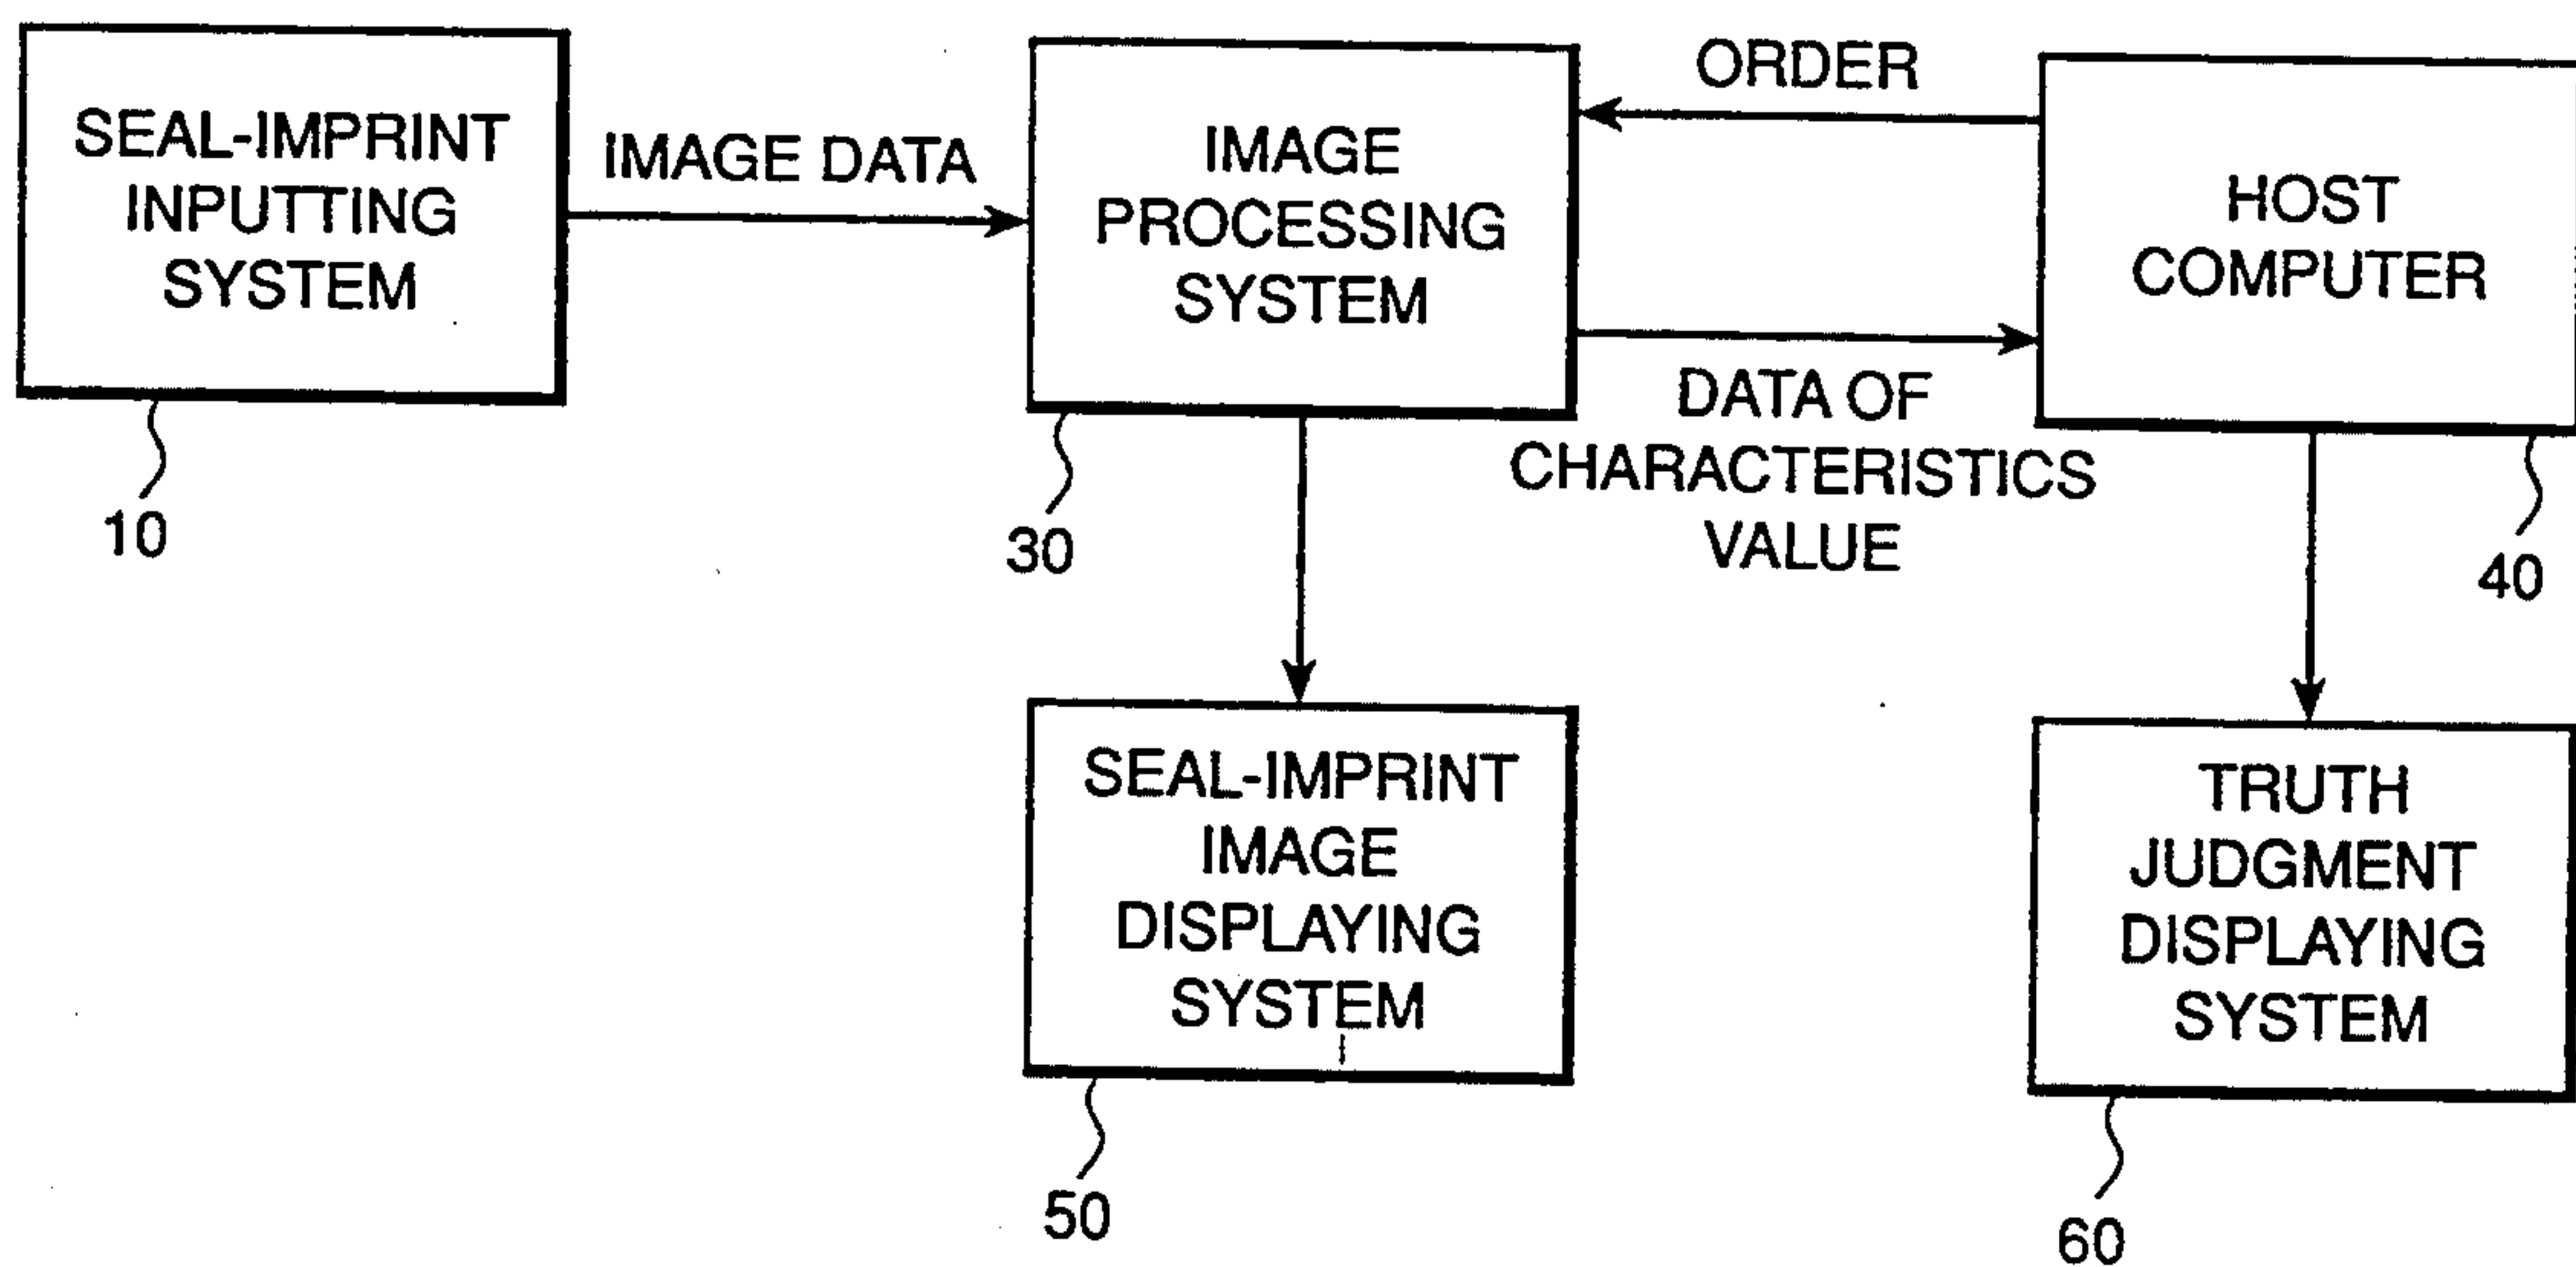 SEAL-IMPRINT
INPUTTING
SYSTEM
10
IMAGE DATA
IMAGE
PROCESSING
SYSTEM
30
ORDER
DATA OF
CHARACTERISTICS
VALUE
HOST
COMPUTER
40
SEAL-IMPRINT
IMAGE
DISPLAYING
SYSTEM
50
TRUTH
JUDGMENT
DISPLAYING
SYSTEM
60